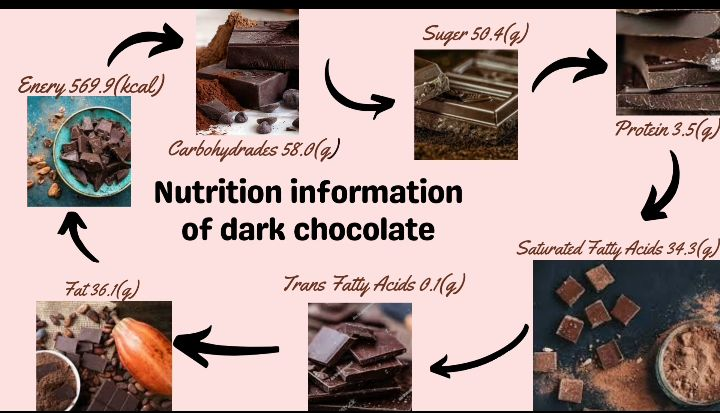 Enery 569.9(kcal)
Carbohydrades 58.0(g)
Suger 50.4(g)
Protein 3.5(g)
Nutrition information
of dark chocolate
Saturated Fatty Acids 34.3(g)
Trans Fatty Acids 0.1(g)
Fat 36.1(g)